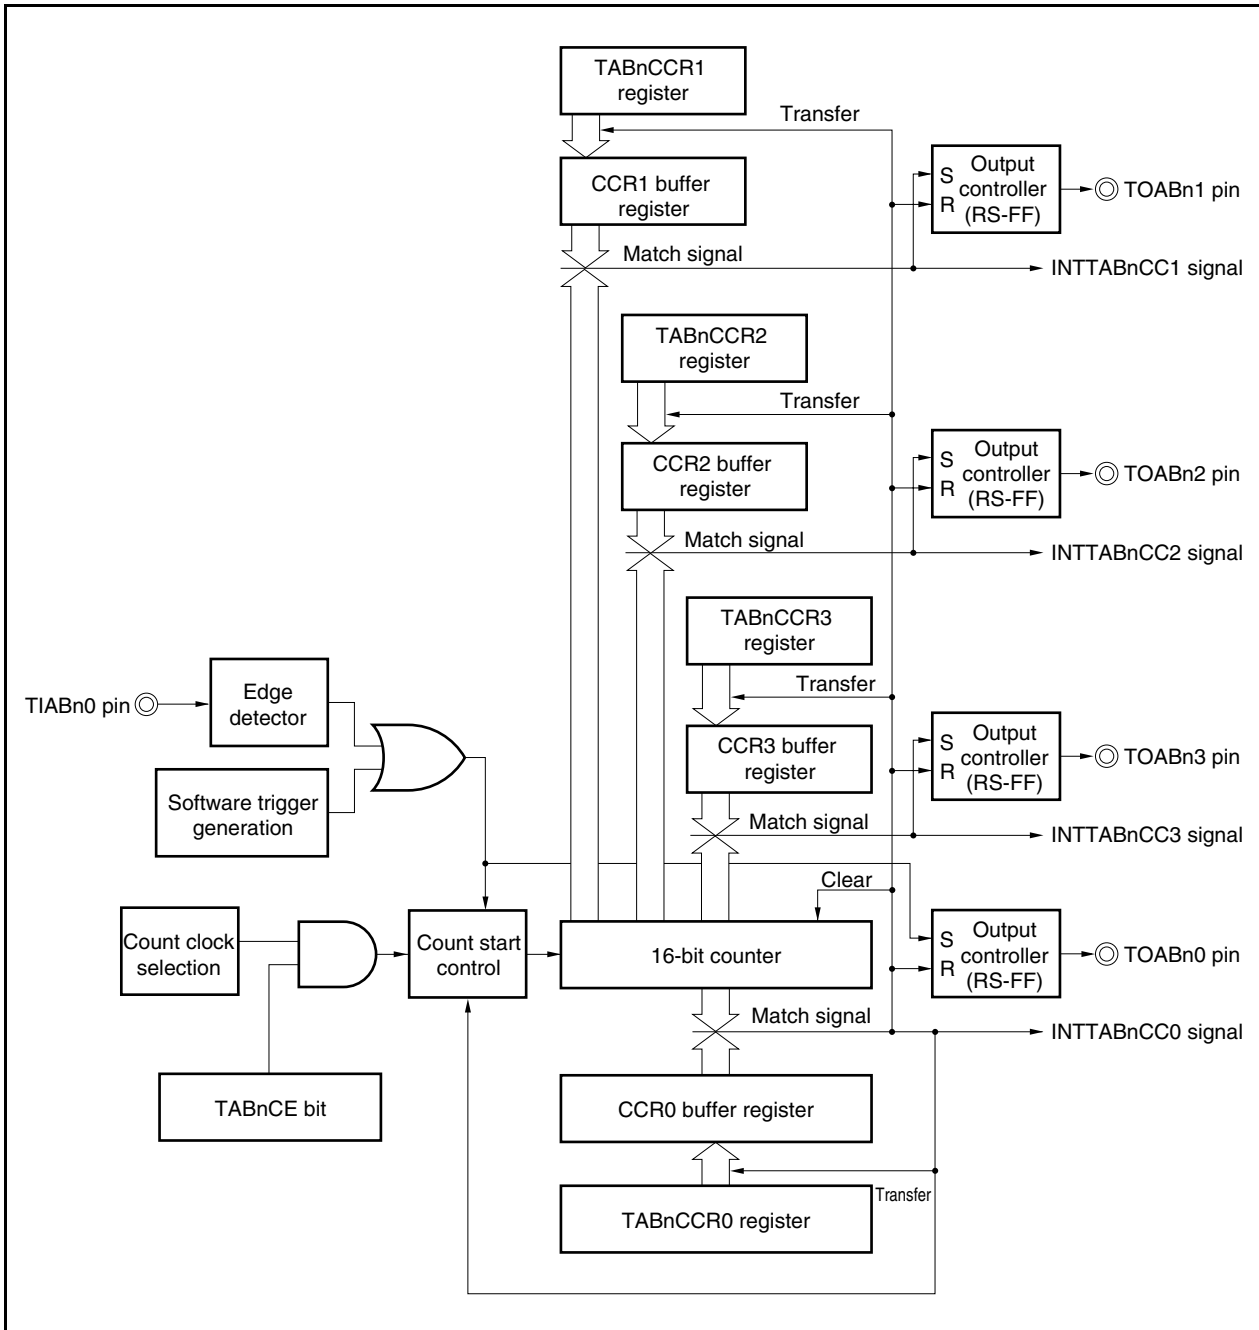 TABnCCR1
register
Transfer
CCR1 buffer
register
S
R
Output
controller
(RS-FF)
TOABn1 pin
Match signal
INTTABnCC1 signal
TABnCCR2
register
Transfer
CCR2 buffer
register
S
R
Output
controller
(RS-FF)
TOABn2 pin
Match signal
INTTABnCC2 signal
TABnCCR3
register
Transfer
TIABn0 pin
Edge
detector
CCR3 buffer
register
S
R
Output
controller
(RS-FF)
TOABn3 pin
Software trigger
generation
Match signal
INTTABnCC3 signal
Clear
Count clock
selection
Count start
control
16-bit counter
S
R
Output
controller
(RS-FF)
TOABn0 pin
Match signal
INTTABnCC0 signal
TABnCE bit
CCR0 buffer register
Transfer
TABnCCR0 register